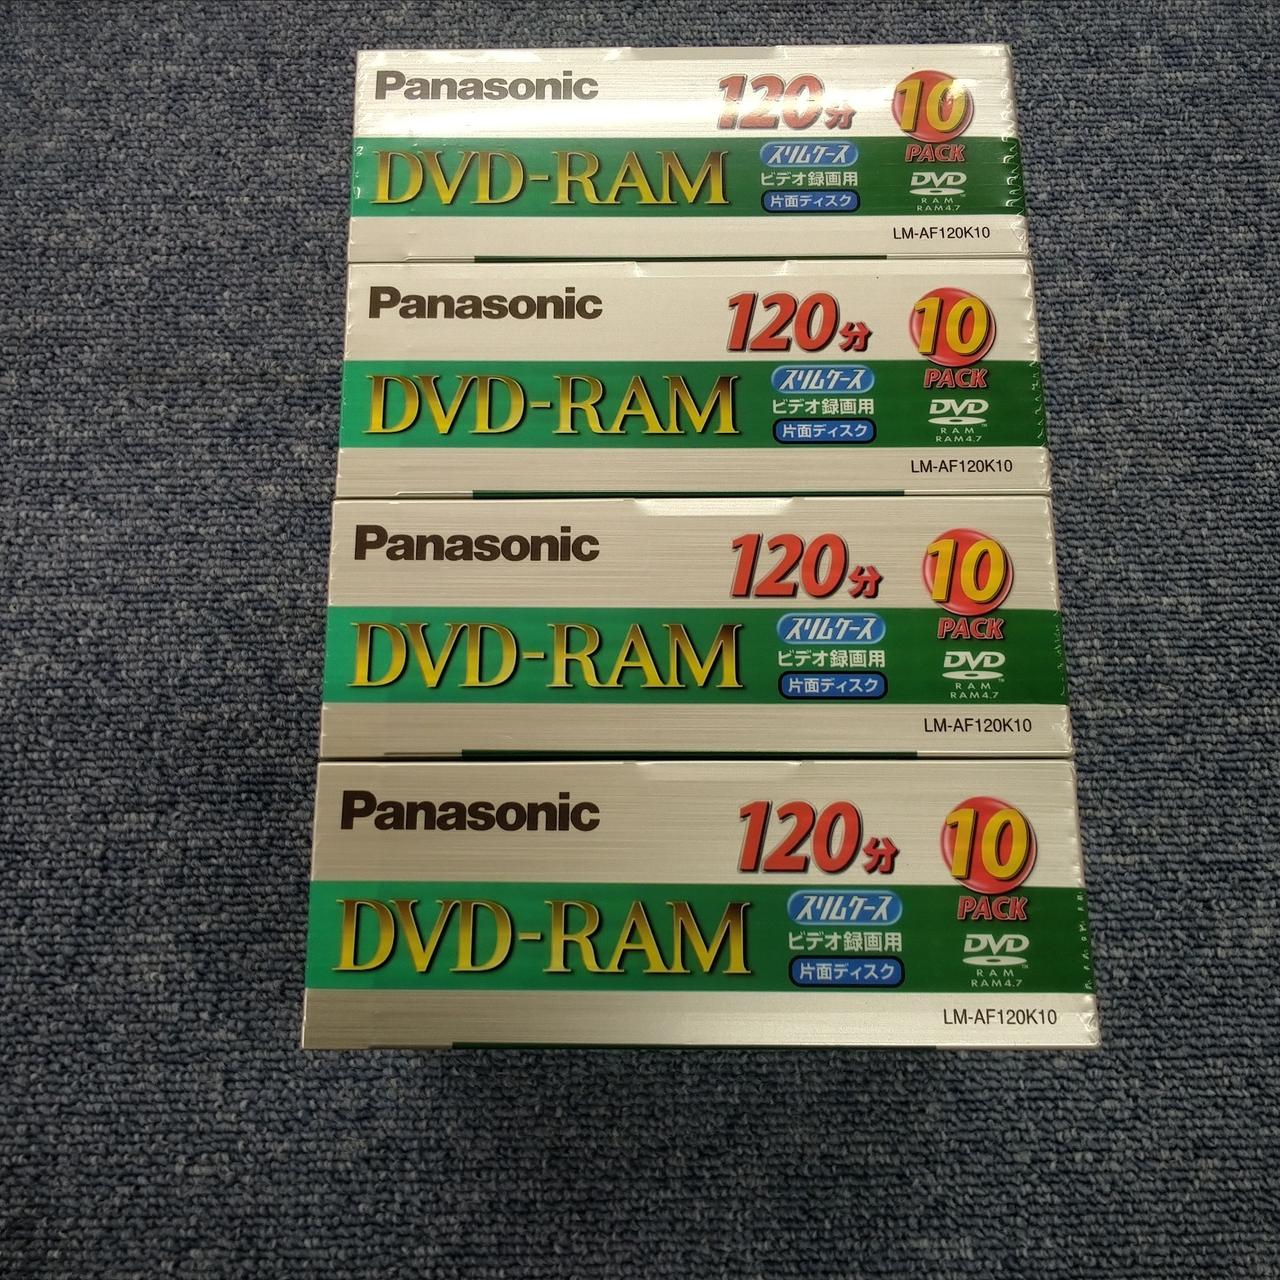 Panasonic
120分
10
PACK
DVD-RAM
スリムケース
ビデオ録画用
片面ディスク
DVD
RAM
RAM4.7
LM-AF120K10
Panasonic
120分
10
PACK
DVD-RAM
スリムケース
ビデオ録画用
片面ディスク
DVD
RAM
RAM4.7
LM-AF120K10
Panasonic
120分
10
PACK
DVD-RAM
スリムケース
ビデオ録画用
片面ディスク
DVD
RAM
RAM4.7
LM-AF120K10
Panasonic
120分
10
PACK
DVD-RAM
スリムケース
ビデオ録画用
片面ディスク
DVD
RAM
RAM4.7
LM-AF120K10